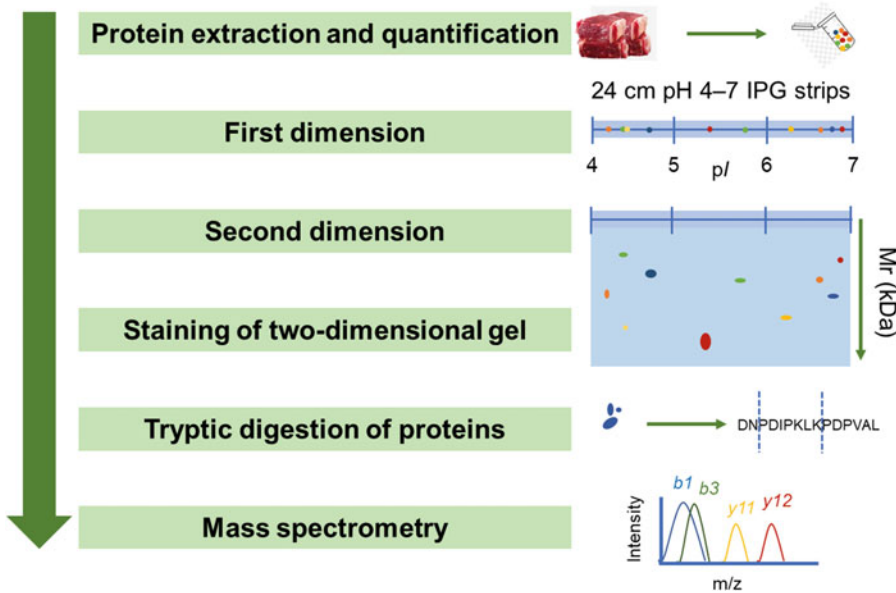 Protein extraction and quantification
24 cm pH 4–7 IPG strips
First dimension
4 5 6 7
pI
Second dimension
Mr (kDa)
Staining of two-dimensional gel
Tryptic digestion of proteins
DNPDIPKLKPDPVAL
Mass spectrometry
b1 b3 y11 y12
Intensity
m/z